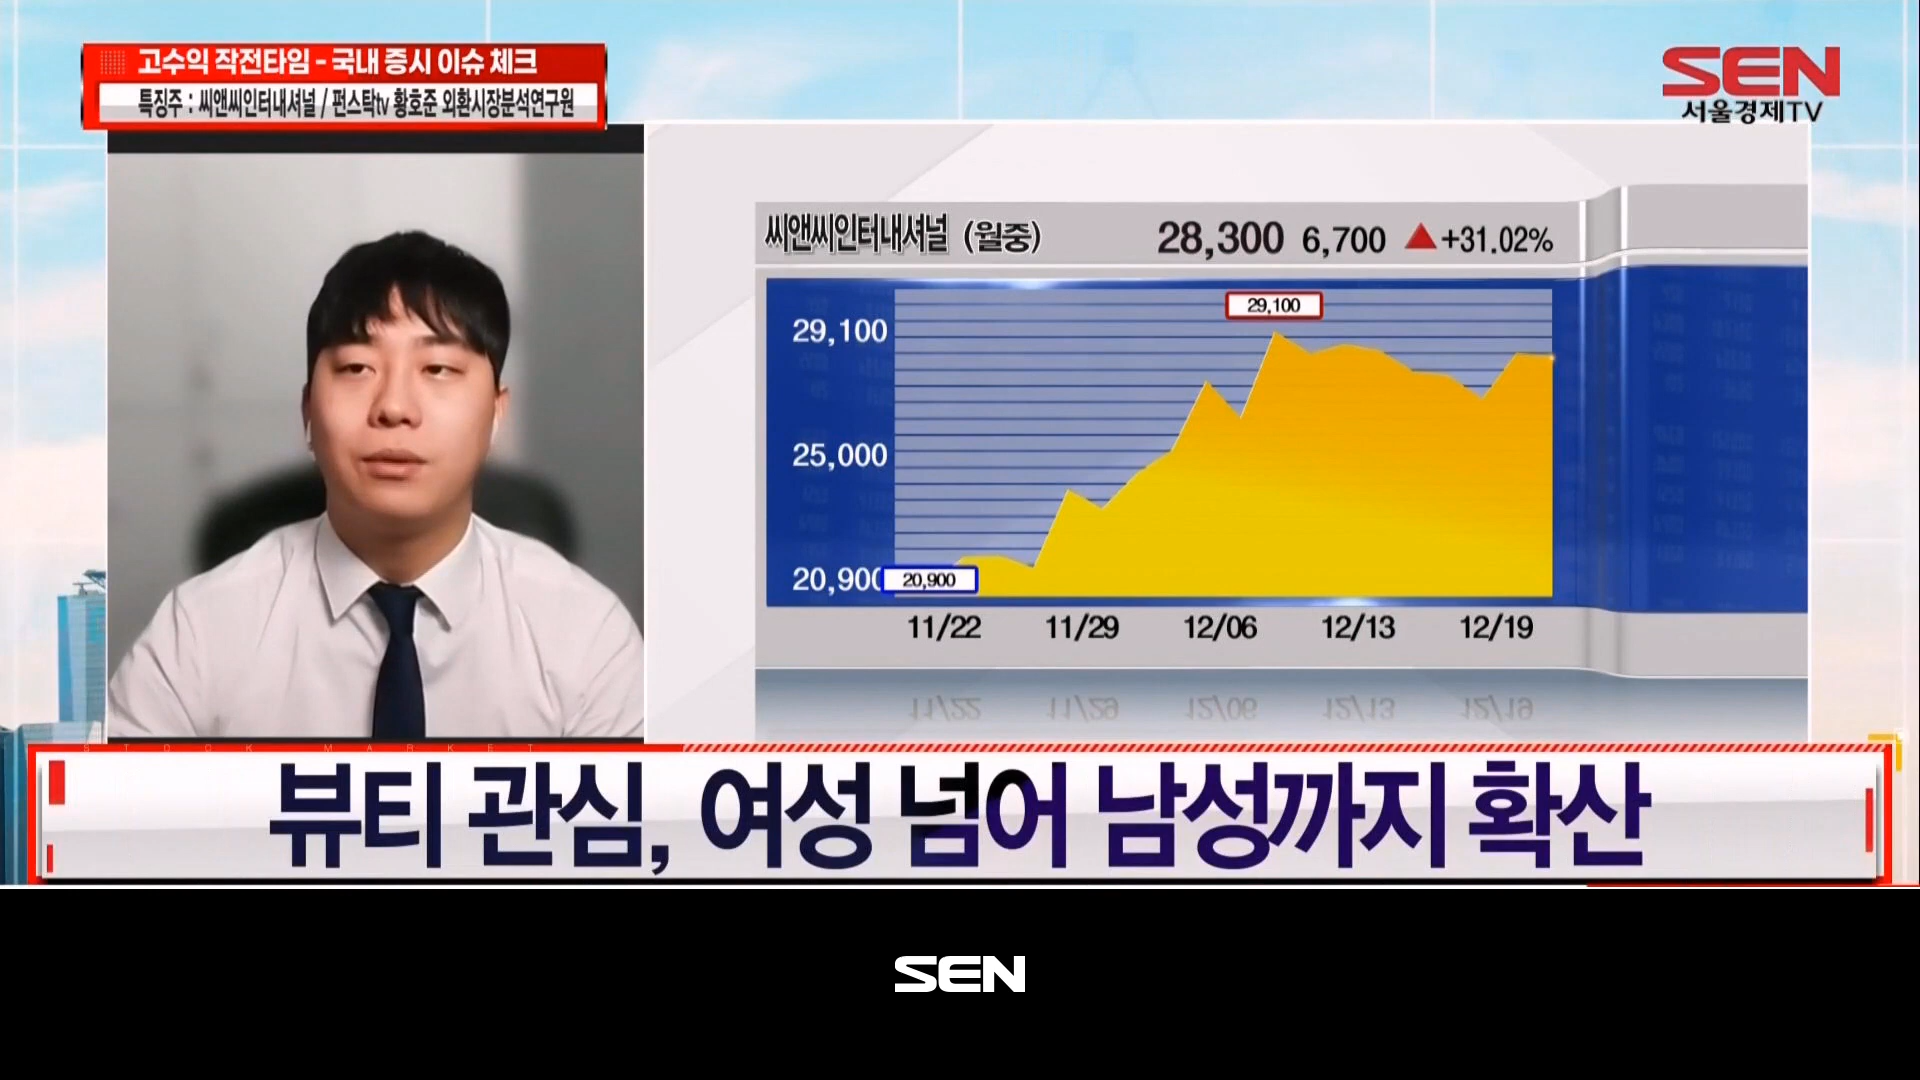 고수익 작전타임 - 국내 증시 이슈 체크
특징주 : 씨앤씨인터내셔널 / 펀스탁tv 황호준 외환시장분석연구원
SEN
서울경제TV
씨앤씨인터내셔널 (월중) 28,300 6,700 ▲+31.02%
29,100
29,100
25,000
20,900
20,900
11/22 11/29 12/06 12/13 12/19
STOCK MARKET
뷰티 관심, 여성 넘어 남성까지 확산
SEN